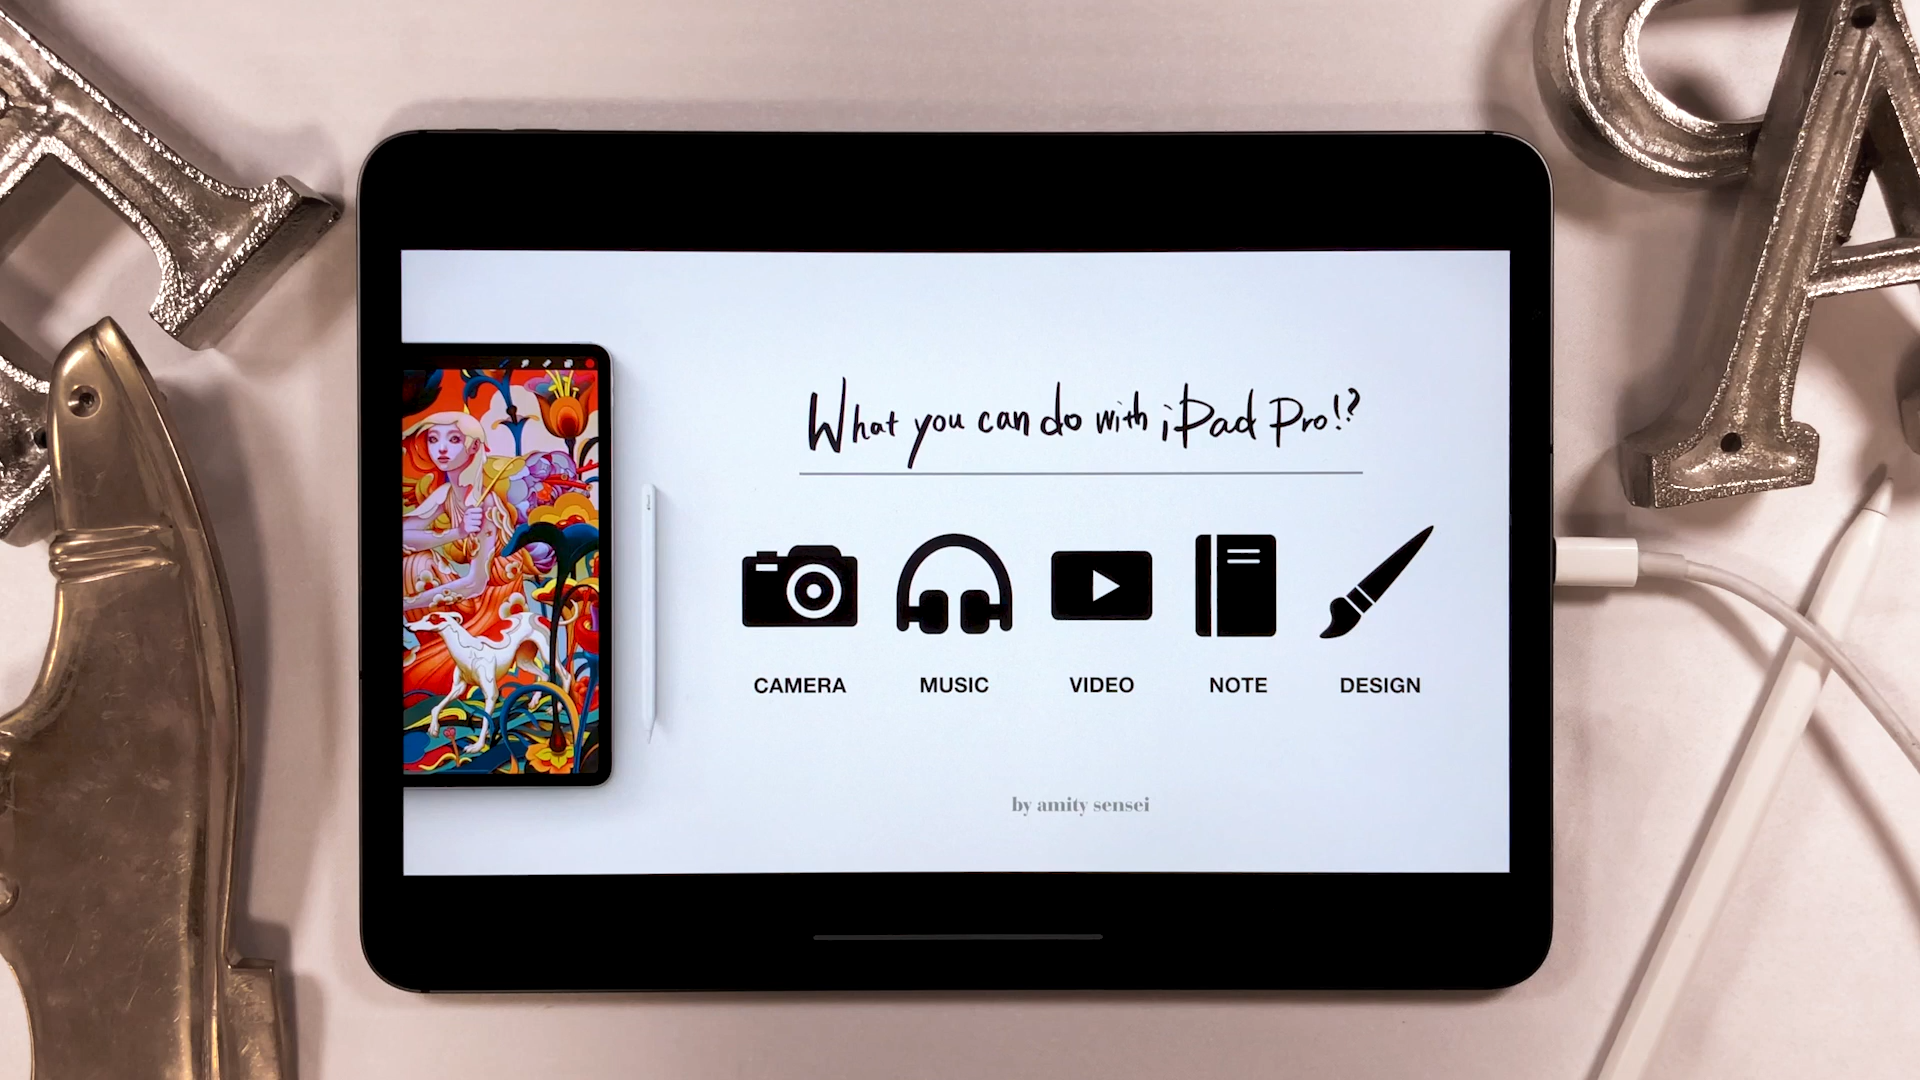 What you can do with iPad Pro!?
CAMERA
MUSIC
VIDEO
NOTE
DESIGN
by amity sensei